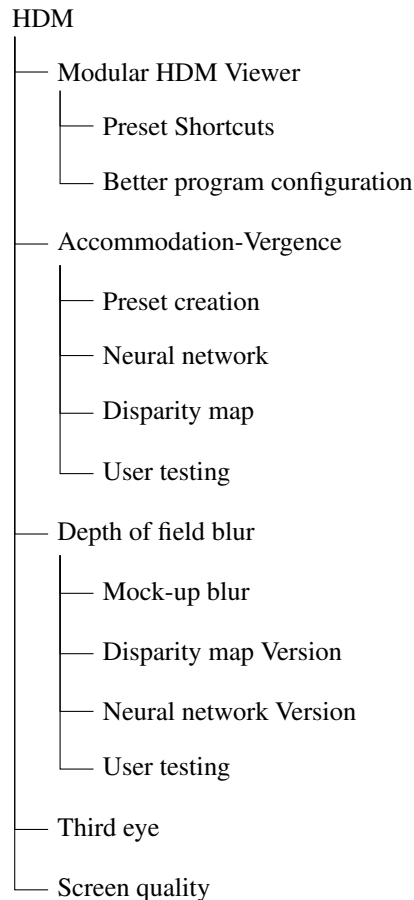 HDM
Modular HDM Viewer
Preset Shortcuts
Better program configuration
Accommodation-Vergence
Preset creation
Neural network
Disparity map
User testing
Depth of field blur
Mock-up blur
Disparity map Version
Neural network Version
User testing
Third eye
Screen quality